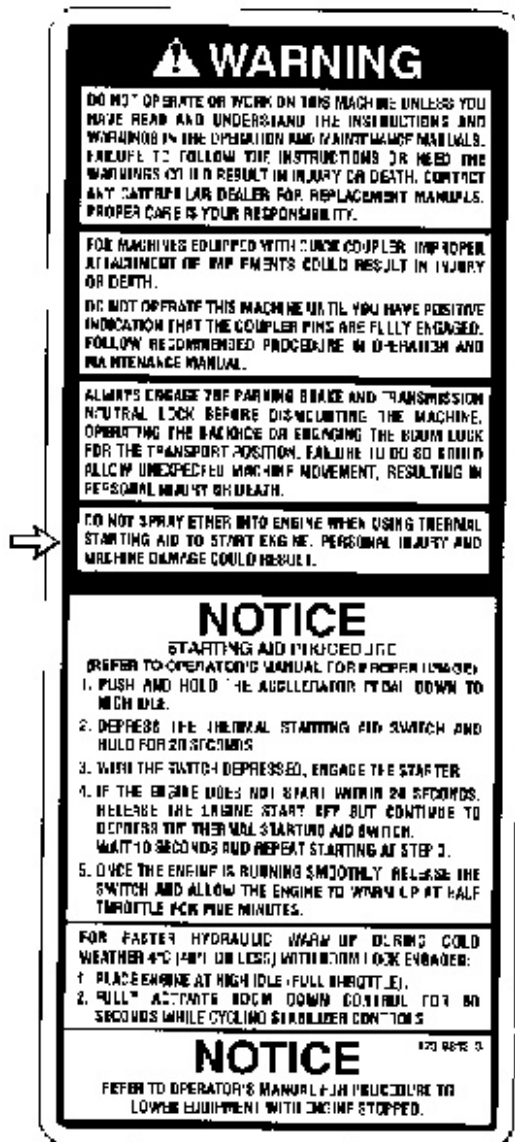 WARNING
DO NOT OPERATE OR WORK ON THIS MACHINE UNLESS YOU
HAVE READ AND UNDERSTAND THE INSTRUCTIONS AND
WARNINGS IN THE OPERATION AND MAINTENANCE MANUALS.
FAILURE TO FOLLOW THE INSTRUCTIONS OR HEED THE
WARNINGS COULD RESULT IN INJURY OR DEATH. CONTACT
ANY CATERPILLAR DEALER FOR REPLACEMENT MANUALS.
PROPER CARE IS YOUR RESPONSIBILITY.
FOR MACHINES EQUIPPED WITH QUICK COUPLER IMPROPER
ATTACHMENT OF IMPLEMENTS COULD RESULT IN INJURY
OR DEATH.
DO NOT OPERATE THIS MACHINE UNTIL YOU HAVE POSITIVE
INDICATION THAT THE COUPLER PINS ARE FULLY ENGAGED.
FOLLOW RECOMMENDED PROCEDURE IN OPERATION AND
MAINTENANCE MANUAL.
ALWAYS ENGAGE THE PARKING BRAKE AND TRANSMISSION
NEUTRAL LOCK BEFORE DISMOUNTING THE MACHINE,
OPERATING THE BACKHOE OR ENGAGING THE BOOM LOCK
FOR THE TRANSPORT POSITION. FAILURE TO DO SO COULD
ALLOW UNEXPECTED MACHINE MOVEMENT, RESULTING IN
PERSONAL INJURY OR DEATH.
DO NOT SPRAY ETHER INTO ENGINE WHEN USING THERMAL
STARTING AID TO START ENGINE. PERSONAL INJURY AND
MACHINE DAMAGE COULD RESULT.
NOTICE
STARTING AID PROCEDURE
(REFER TO OPERATOR'S MANUAL FOR PROPER USAGE)
1. PUSH AND HOLD THE ACCELERATOR PEDAL DOWN TO
HIGH IDLE.
2. DEPRESS THE THERMAL STARTING AID SWITCH AND
HOLD FOR 20 SECONDS
3. WITH THE SWITCH DEPRESSED, ENGAGE THE STARTER
4. IF THE ENGINE DOES NOT START WITHIN 20 SECONDS,
RELEASE THE ENGINE START KEY BUT CONTINUE TO
DEPRESS THE THERMAL STARTING AID SWITCH.
WAIT 10 SECONDS AND REPEAT STARTING AT STEP 3.
5. ONCE THE ENGINE IS RUNNING SMOOTHLY RELEASE THE
SWITCH AND ALLOW THE ENGINE TO WARM UP AT HALF
THROTTLE FOR FIVE MINUTES.
FOR FASTER HYDRAULIC WARM-UP DURING COLD
WEATHER 4°C (40°F OR LESS) WITH BOOM LOCK ENGAGED:
1. PLACE ENGINE AT HIGH IDLE (FULL THROTTLE).
2. FULLY ACTIVATE BOOM DOWN CONTROL FOR
SECONDS WHILE CYCLING STABILIZER CONTROLS
NOTICE
REFER TO OPERATOR'S MANUAL FOR PROCEDURE TO
LOWER EQUIPMENT WITH ENGINE STOPPED.